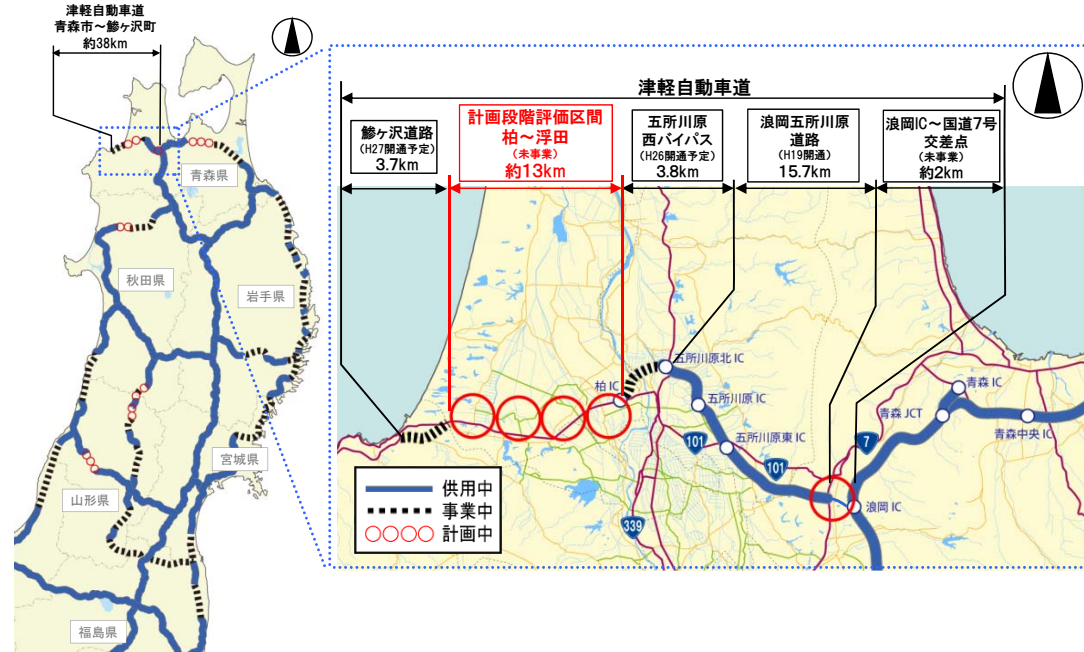 津軽自動車道
青森市～鰺ヶ沢町
約38km
青森県
秋田県
岩手県
宮城県
山形県
福島県
津軽自動車道
鰺ヶ沢道路
(H27開通予定)
3.7km
計画段階評価区間
柏～浮田
(未事業)
約13km
五所川原
西バイパス
(H26開通予定)
3.8km
浪岡五所川原
道路
(H19開通)
15.7km
浪岡IC～国道7号
交差点
(未事業)
約2km
五所川原北 IC
柏 IC
五所川原 IC
五所川原東 IC
青森 IC
青森 JCT
青森中央 IC
浪岡 IC
101
101
7
339
供用中
事業中
計画中